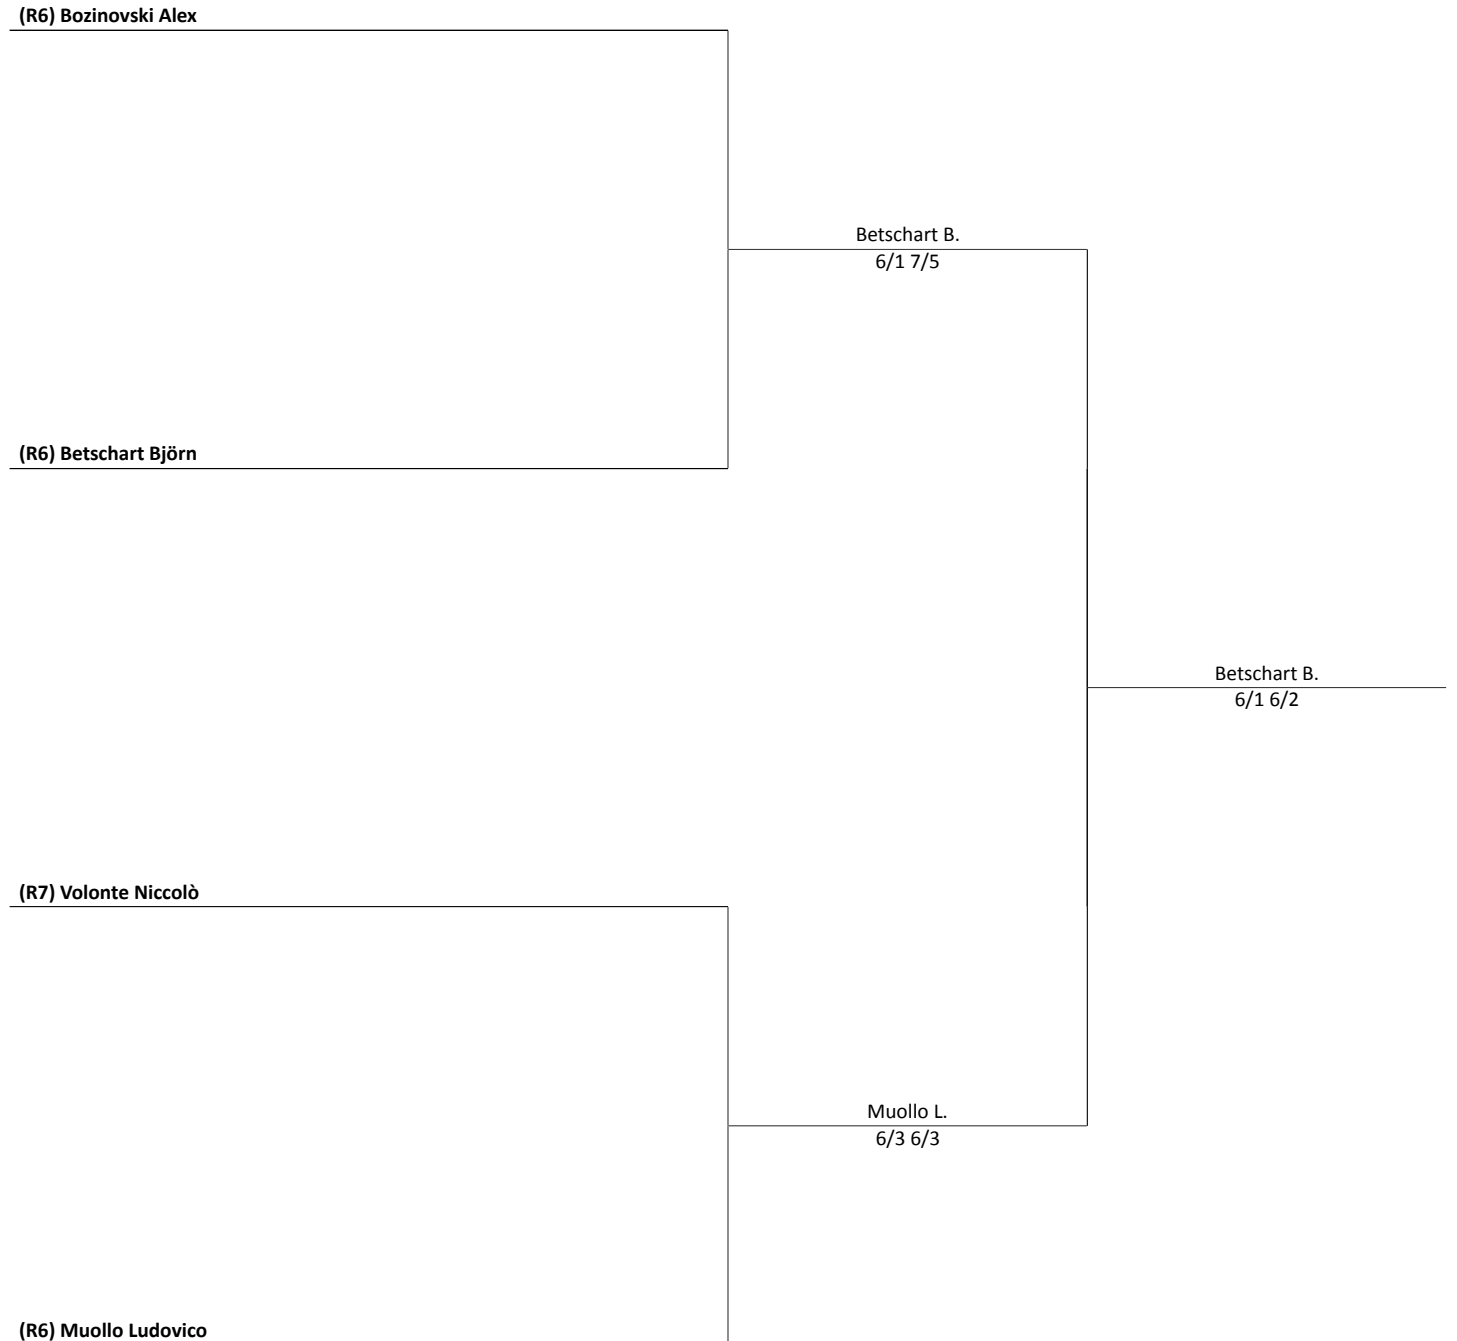 (R6) Bozinovski Alex
Betschart B.
6/1 7/5
(R6) Betschart Björn
Betschart B.
6/1 6/2
(R7) Volonte Niccolò
Muollo L.
6/3 6/3
(R6) Muollo Ludovico